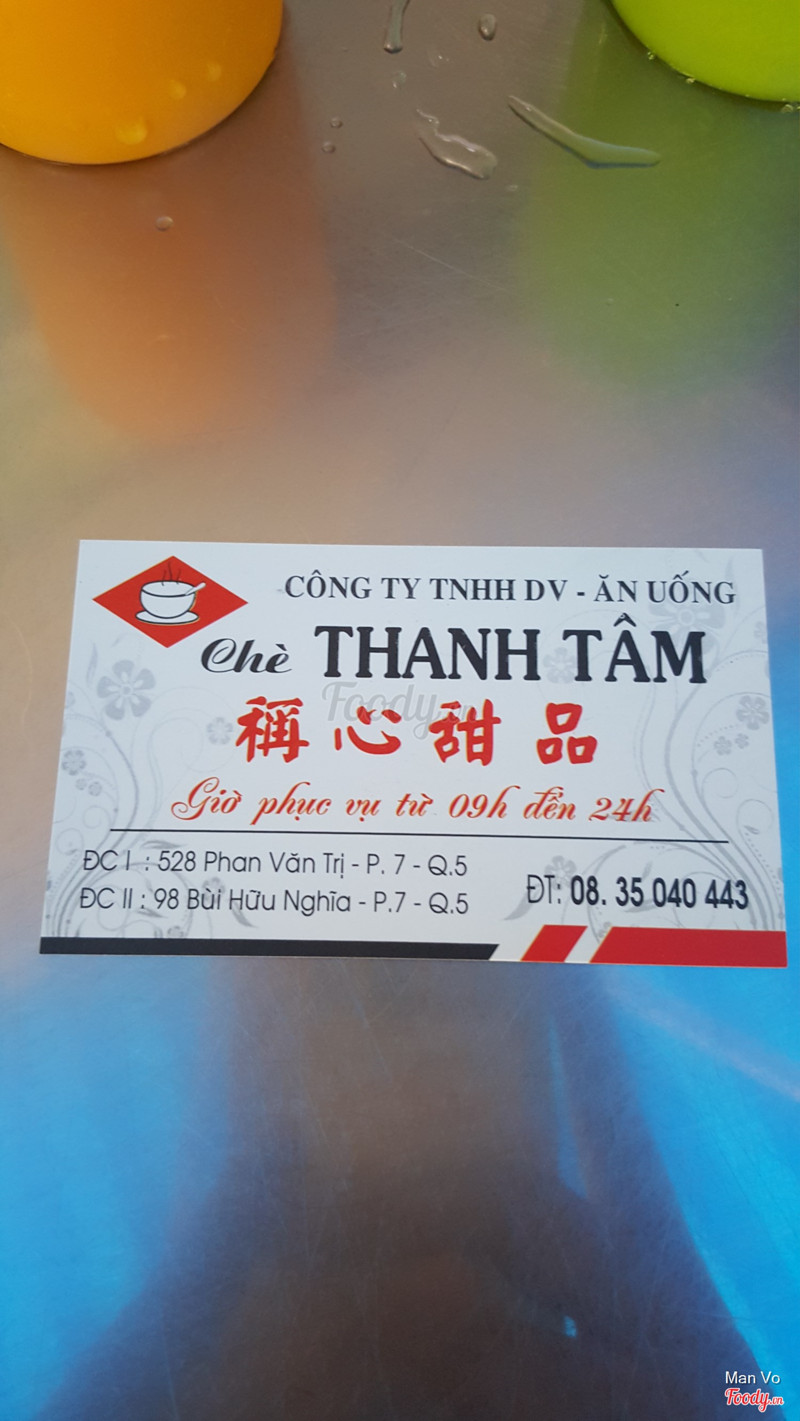 CÔNG TY TNHH DV - ĂN UỐNG
Chè THANH TÂM
稱心甜品
Giờ phục vụ từ 09h đến 24h
ĐC I : 528 Phan Văn Trị - P. 7 - Q.5
ĐC II : 98 Bùi Hữu Nghĩa - P.7 - Q.5
ĐT: 08. 35 040 443
Foody.vn
Man Vo
Foody.vn